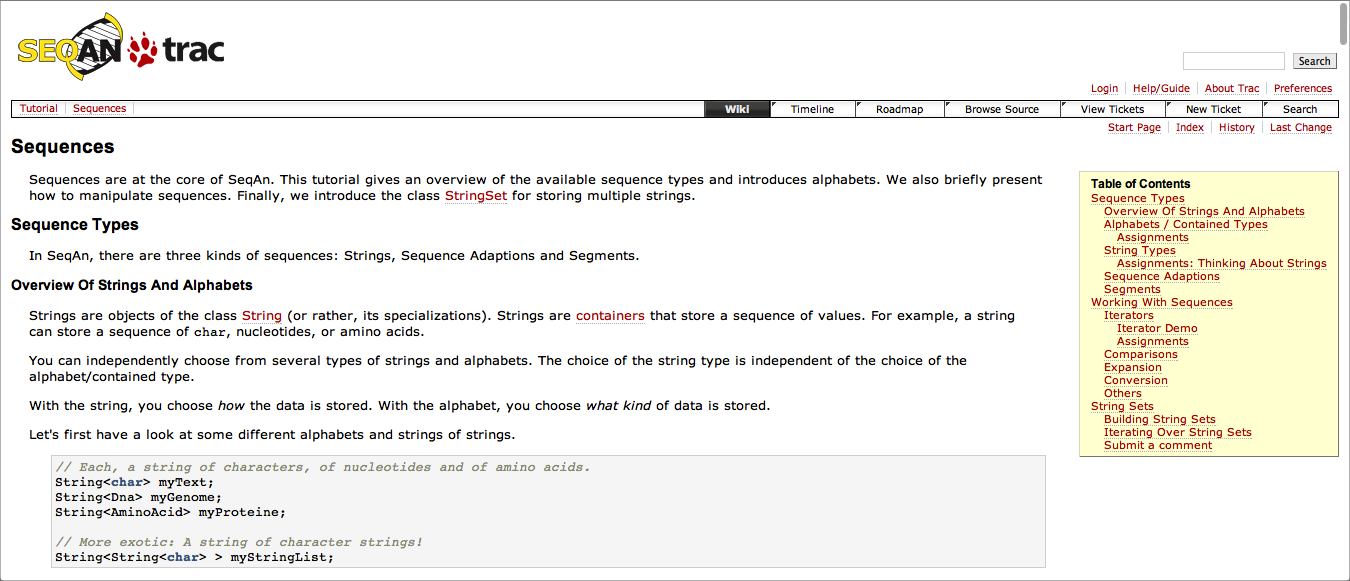 SEQAN trac
Search
Login Help/Guide About Trac Preferences
Tutorial Sequences Wiki Timeline Roadmap Browse Source View Tickets New Ticket Search
Start Page Index History Last Change
Sequences
Sequences are at the core of SeqAn. This tutorial gives an overview of the available sequence types and introduces alphabets. We also briefly present
how to manipulate sequences. Finally, we introduce the class StringSet for storing multiple strings.
Sequence Types
In SeqAn, there are three kinds of sequences: Strings, Sequence Adaptions and Segments.
Overview Of Strings And Alphabets
Strings are objects of the class String (or rather, its specializations). Strings are containers that store a sequence of values. For example, a string
can store a sequence of char, nucleotides, or amino acids.
You can independently choose from several types of strings and alphabets. The choice of the string type is independent of the choice of the
alphabet/contained type.
With the string, you choose how the data is stored. With the alphabet, you choose what kind of data is stored.
Let's first have a look at some different alphabets and strings of strings.
// Each, a string of characters, of nucleotides and of amino acids.
String<char> myText;
String<Dna> myGenome;
String<AminoAcid> myProteine;
// More exotic: A string of character strings!
String<String<char> > myStringList;
Table of Contents
Sequence Types
Overview Of Strings And Alphabets
Alphabets / Contained Types
Assignments
String Types
Assignments: Thinking About Strings
Sequence Adaptions
Segments
Working With Sequences
Iterators
Iterator Demo
Assignments
Comparisons
Expansion
Conversion
Others
String Sets
Building String Sets
Iterating Over String Sets
Submit a comment